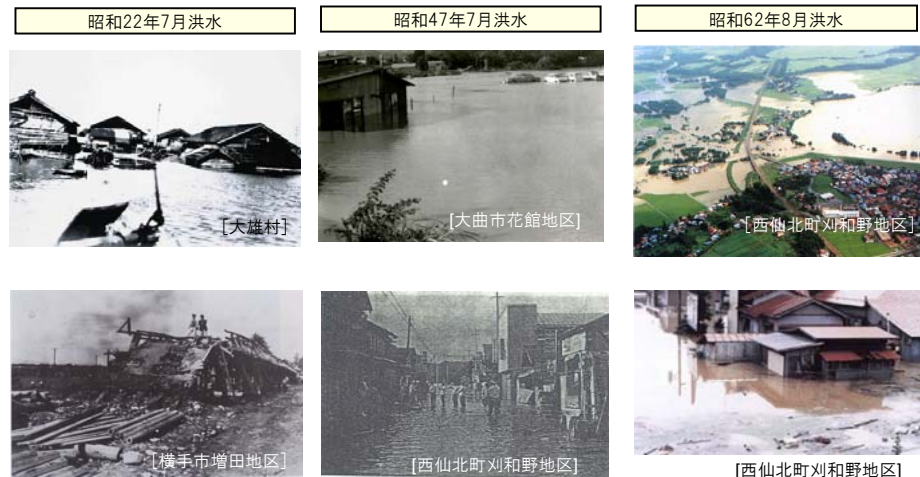 昭和22年7月洪水
昭和47年7月洪水
昭和62年8月洪水
[大雄村]
[大曲市花館地区]
[西仙北町刈和野地区]
[横手市増田地区]
[西仙北町刈和野地区]
[西仙北町刈和野地区]